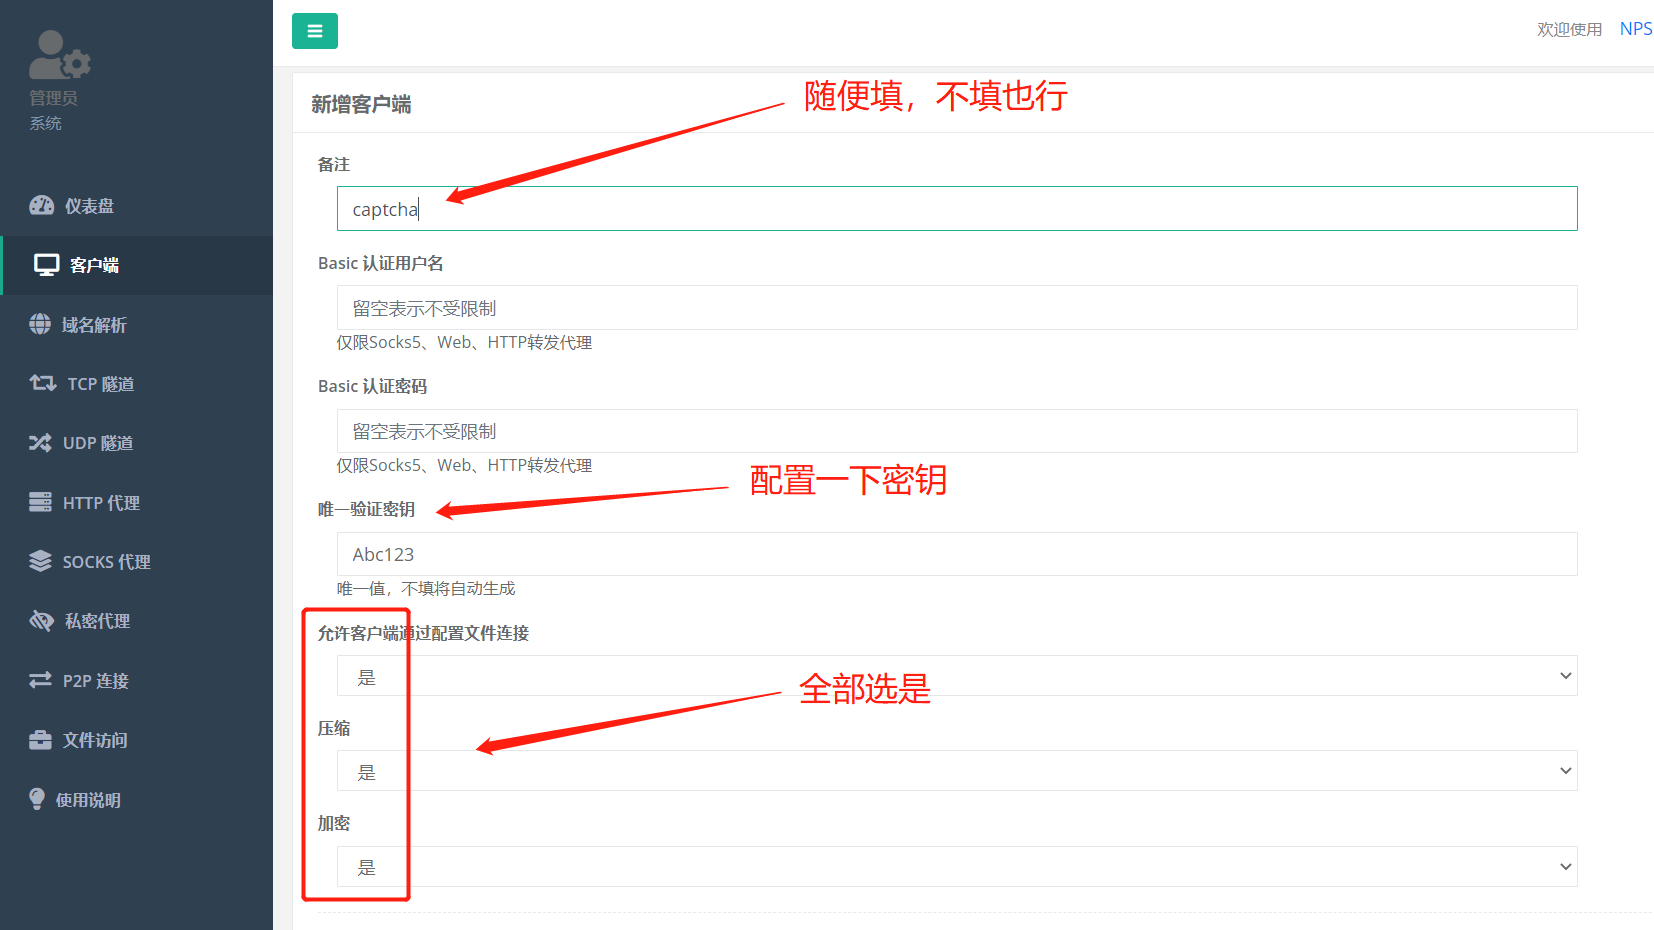 管理员
系统
仪表盘
客户端
域名解析
TCP 隧道
UDP 隧道
HTTP 代理
SOCKS 代理
私密代理
P2P 连接
文件访问
使用说明
欢迎使用 NPS
新增客户端
随便填，不填也行
备注
captcha
Basic 认证用户名
留空表示不受限制
仅限Socks5、Web、HTTP转发代理
Basic 认证密码
留空表示不受限制
仅限Socks5、Web、HTTP转发代理
配置一下密钥
唯一验证密钥
Abc123
唯一值，不填将自动生成
允许客户端通过配置文件连接
是
全部选是
压缩
是
加密
是